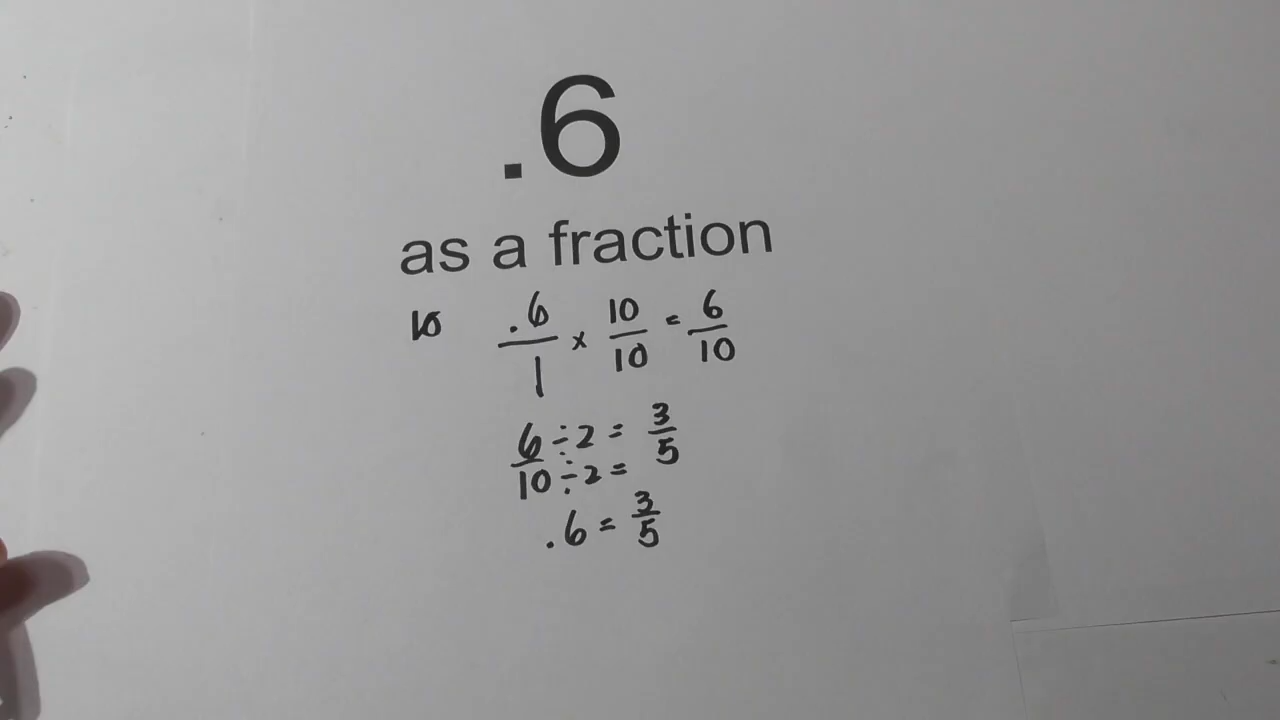 .6
as a fraction
10 .6/1 × 10/10 = 6/10
6/10 ÷2 = ÷2 = 3/5
.6 = 3/5